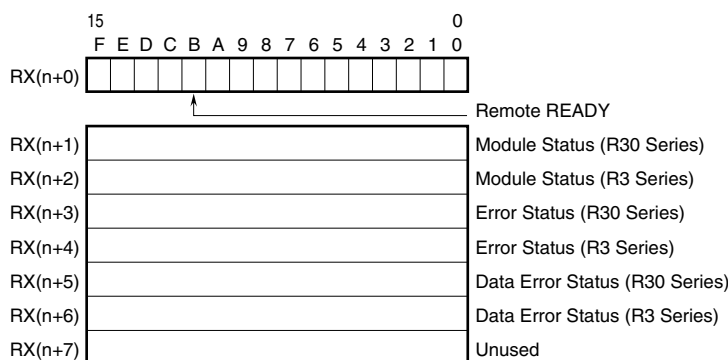 15 0
F E D C B A 9 8 7 6 5 4 3 2 1 0
RX(n+0)
Remote READY
RX(n+1) Module Status (R30 Series)
RX(n+2) Module Status (R3 Series)
RX(n+3) Error Status (R30 Series)
RX(n+4) Error Status (R3 Series)
RX(n+5) Data Error Status (R30 Series)
RX(n+6) Data Error Status (R3 Series)
RX(n+7) Unused